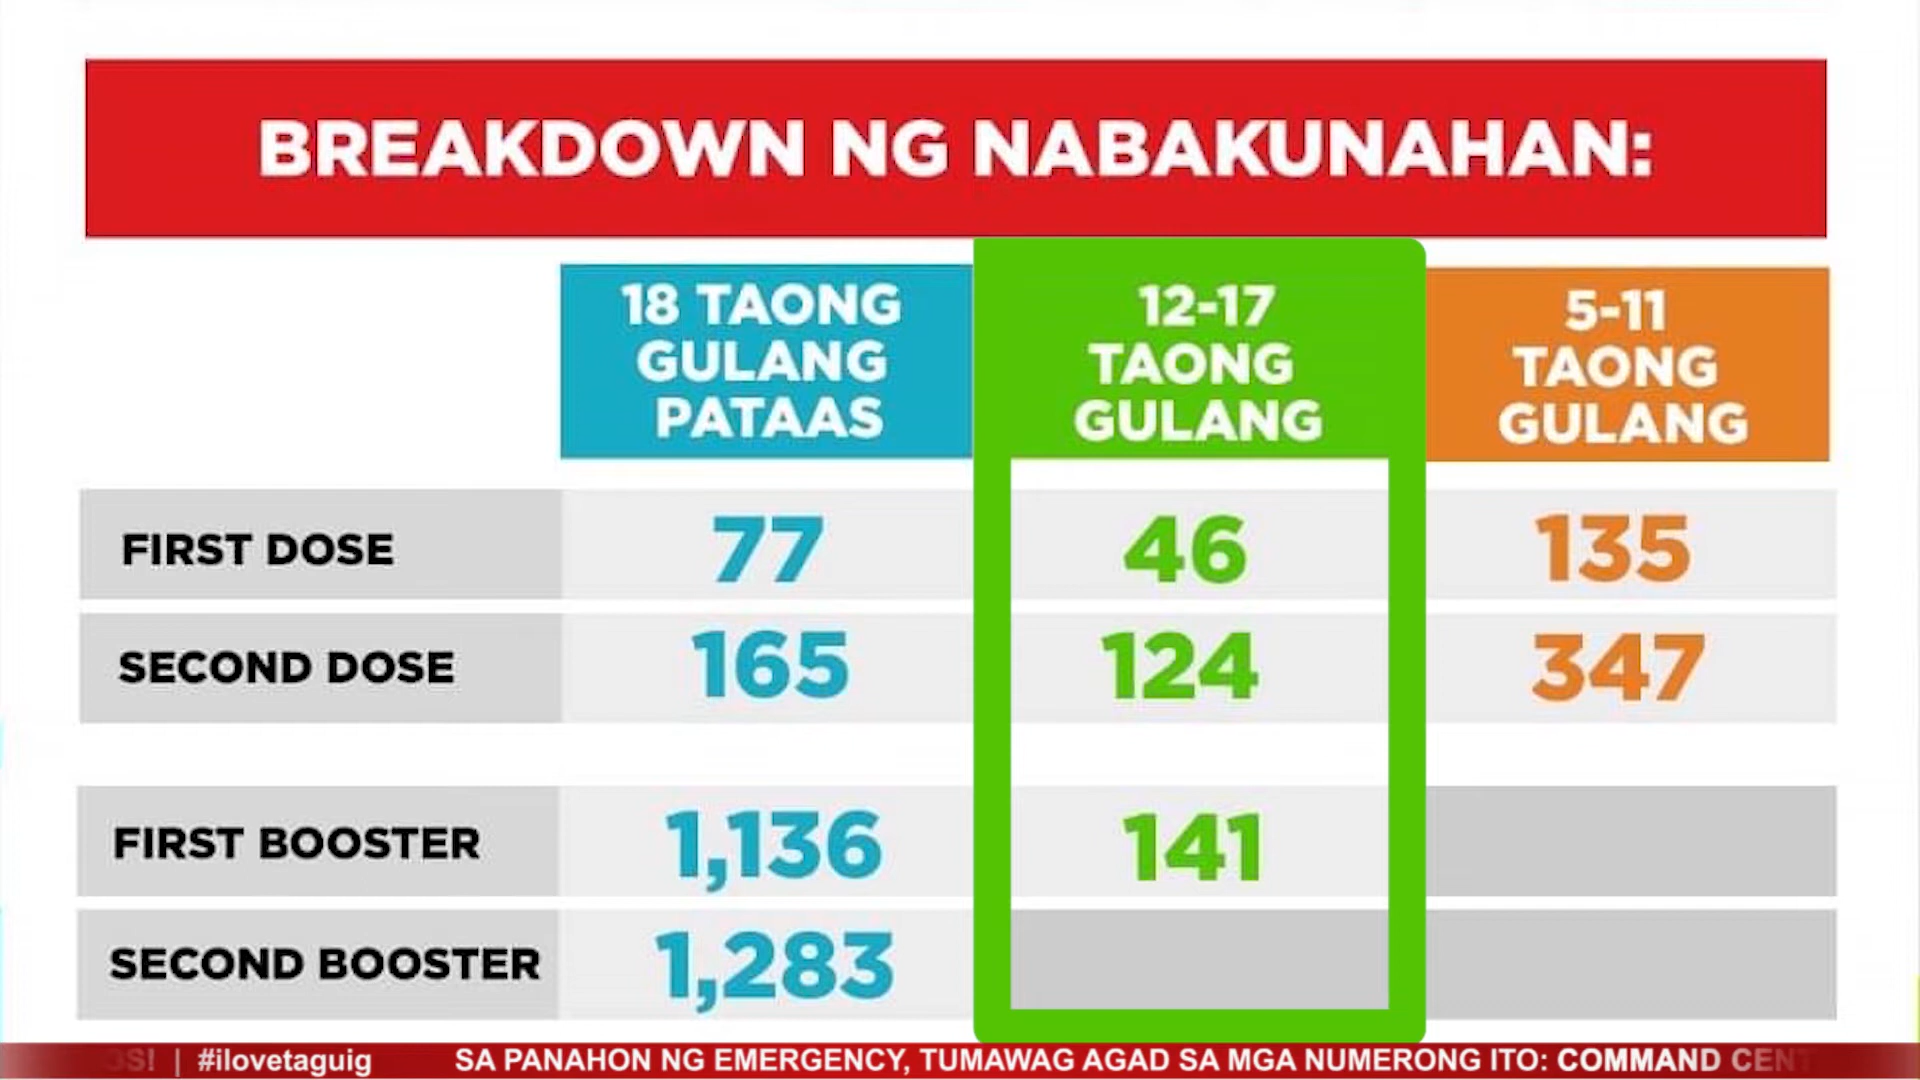 BREAKDOWN NG NABAKUNAHAN:
18 TAONG
GULANG
PATAAS
12-17
TAONG
GULANG
5-11
TAONG
GULANG
FIRST DOSE 77 46 135
SECOND DOSE 165 124 347
FIRST BOOSTER 1,136 141
SECOND BOOSTER 1,283
| #ilovetaguig SA PANAHON NG EMERGENCY, TUMAWAG AGAD SA MGA NUMERONG ITO: COMMAND